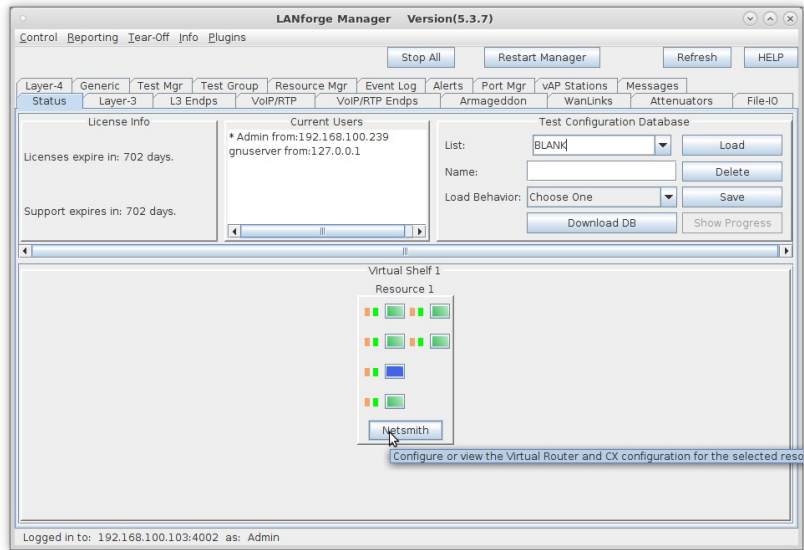 LANforge Manager Version(5.3.7)
Control Reporting Tear-Off Info Plugins
Stop All Restart Manager Refresh HELP
Layer-4 Generic Test Mgr Test Group Resource Mgr Event Log Alerts Port Mgr vAP Stations Messages
Status Layer-3 L3 Endps VoIP/RTP VoIP/RTP Endps Armageddon WanLinks Attenuators File-IO
License Info
Licenses expire in: 702 days.
Support expires in: 702 days.
Current Users
* Admin from:192.168.100.239
gnuserver from:127.0.0.1
Test Configuration Database
List: BLANK Load
Name: Delete
Load Behavior: Choose One Save
Download DB Show Progress
Virtual Shelf 1
Resource 1
Netsmith
Configure or view the Virtual Router and CX configuration for the selected reso
Logged in to: 192.168.100.103:4002 as: Admin